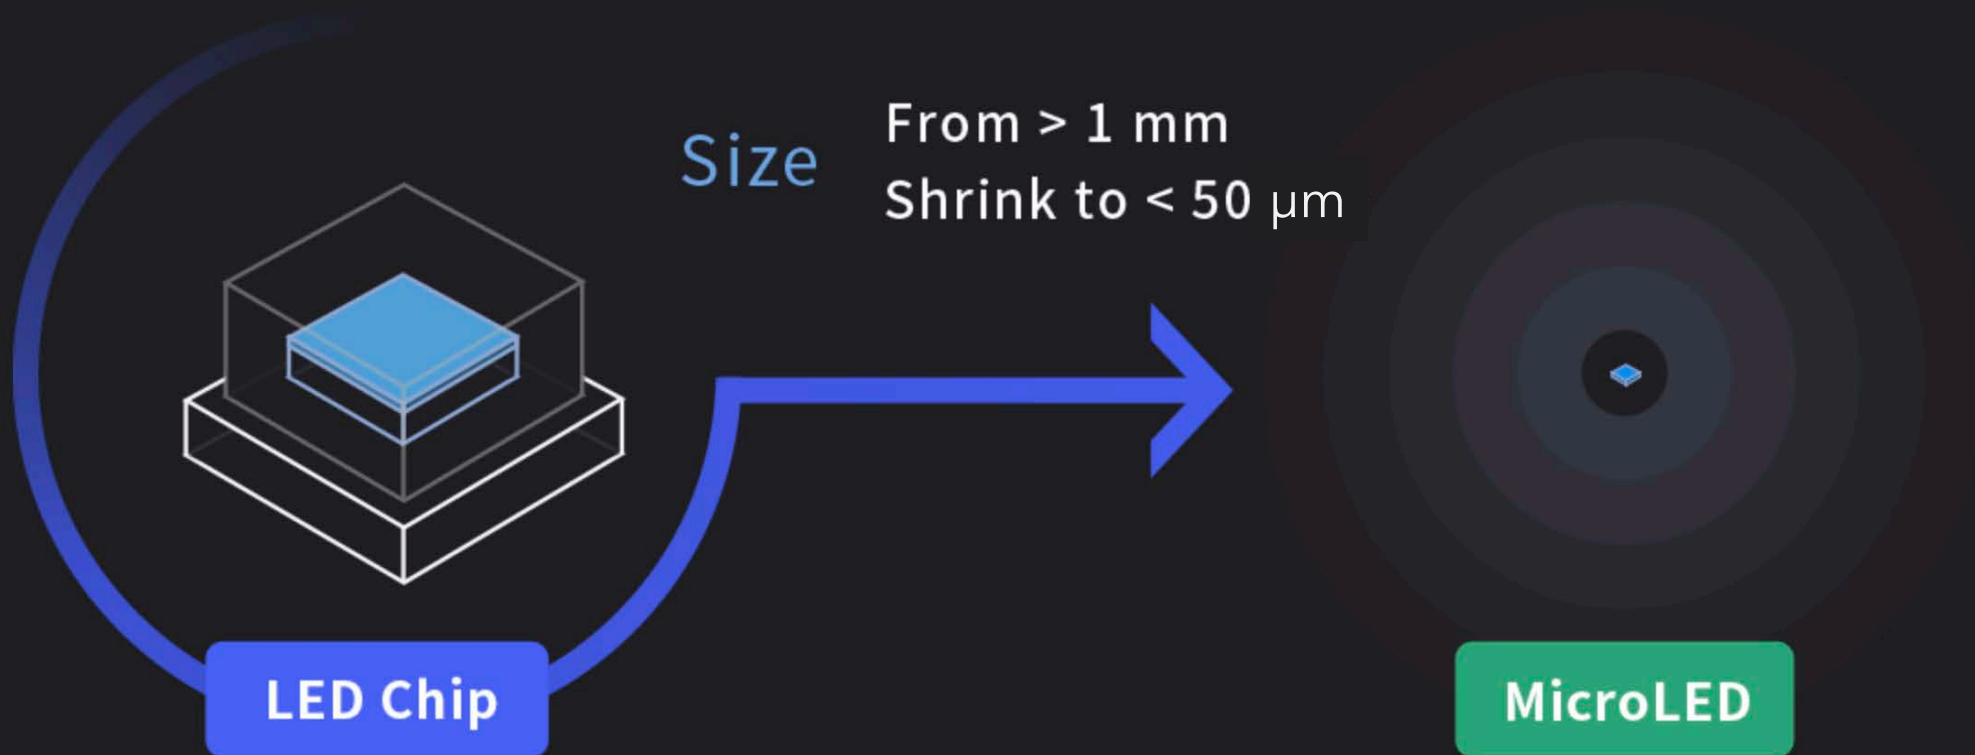 Size
From > 1 mm
Shrink to < 50 μm
LED Chip
MicroLED